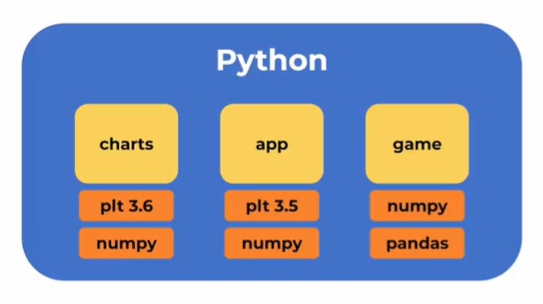 Python
charts
app
game
plt 3.6
plt 3.5
numpy
numpy
numpy
pandas